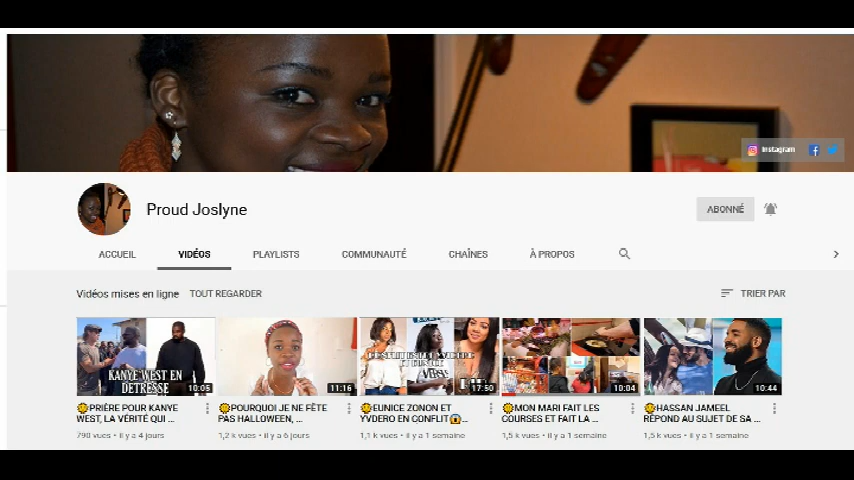 Instagram
Proud Joslyne
ABONNÉ
ACCUEIL VIDÉOS PLAYLISTS COMMUNAUTÉ CHAÎNES À PROPOS
Vidéos mises en ligne TOUT REGARDER TRIER PAR
KANYE WEST EN
DETRESSE
10:05
11:16
17:50
10:04
10:44
PRIÈRE POUR KANYE
WEST, LA VÉRITÉ QUI ...
790 vues • il y a 4 jours
POURQUOI JE NE FÊTE
PAS HALLOWEEN, ...
1,2 k vues • il y a 6 jours
EUNICE ZONON ET
YVDERO EN CONFLIT😱...
1,1 k vues • il y a 1 semaine
MON MARI FAIT LES
COURSES ET FAIT LA ...
1,5 k vues • il y a 1 semaine
HASSAN JAMEEL
RÉPOND AU SUJET DE SA ...
1,5 k vues • il y a 1 semaine